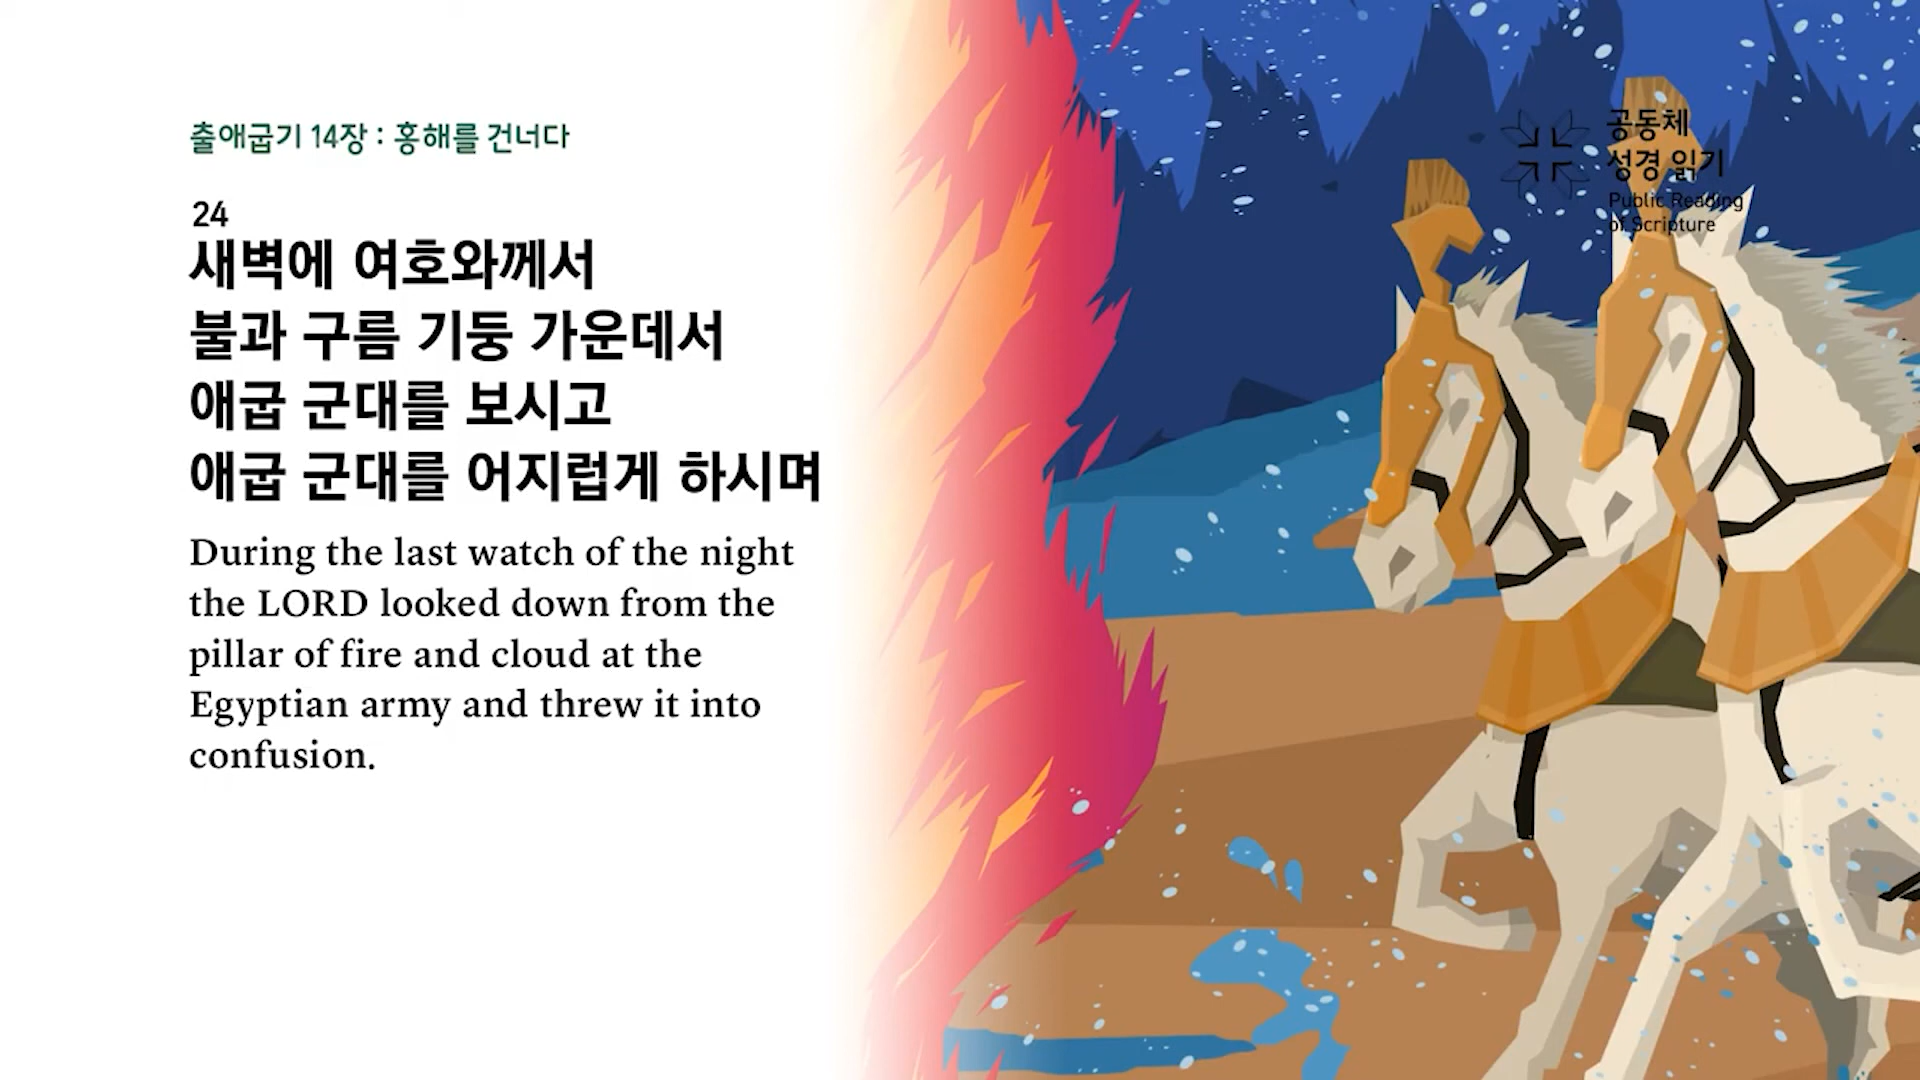 출애굽기 14장 : 홍해를 건너다
24
새벽에 여호와께서
불과 구름 기둥 가운데서
애굽 군대를 보시고
애굽 군대를 어지럽게 하시며
During the last watch of the night
the LORD looked down from the
pillar of fire and cloud at the
Egyptian army and threw it into
confusion.
공동체
성경 읽기
Public Reading
of Scripture